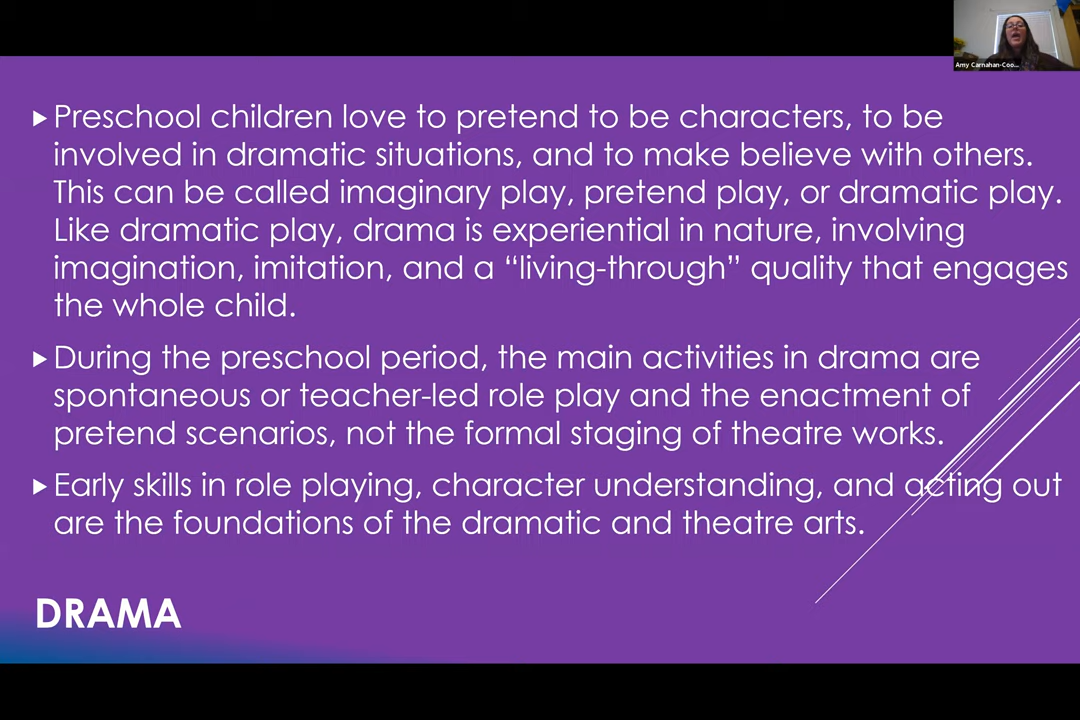 Amy Carnahan-Coo...
Preschool children love to pretend to be characters, to be
involved in dramatic situations, and to make believe with others.
This can be called imaginary play, pretend play, or dramatic play.
Like dramatic play, drama is experiential in nature, involving
imagination, imitation, and a “living-through” quality that engages
the whole child.
During the preschool period, the main activities in drama are
spontaneous or teacher-led role play and the enactment of
pretend scenarios, not the formal staging of theatre works.
Early skills in role playing, character understanding, and acting out
are the foundations of the dramatic and theatre arts.
DRAMA